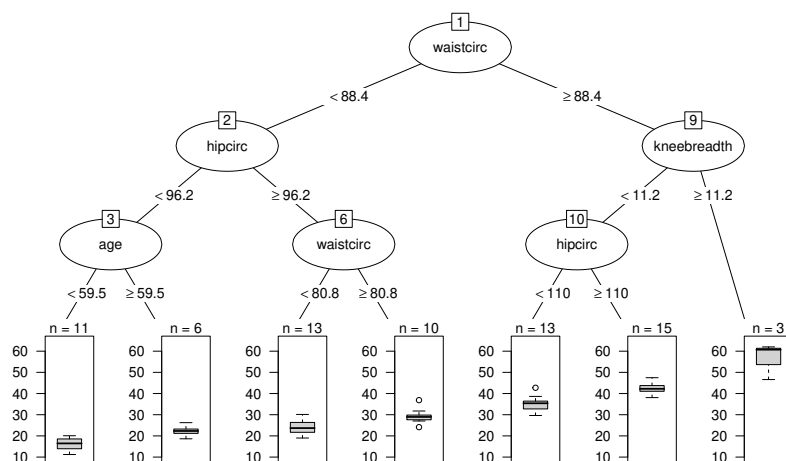 1
waistcirc
< 88.4
≥ 88.4
2
hipcirc
9
kneebreadth
< 96.2
≥ 96.2
< 11.2
≥ 11.2
3
age
6
waistcirc
10
hipcirc
< 59.5
≥ 59.5
< 80.8
≥ 80.8
< 110
≥ 110
n = 11
n = 6
n = 13
n = 10
n = 13
n = 15
n = 3
60 60 60 60 60 60 60
50 50 50 50 50 50 50
40 40 40 40 40 40 40
30 30 30 30 30 30 30
20 20 20 20 20 20 20
10 10 10 10 10 10 10